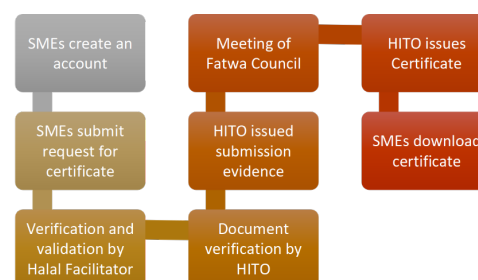 SMEs create an
account
SMEs submit
request for
certificate
Verification and
validation by
Halal Facilitator
Document
verification by
HITO
HITO issued
submission
evidence
Meeting of
Fatwa Council
HITO issues
Certificate
SMEs download
certificate